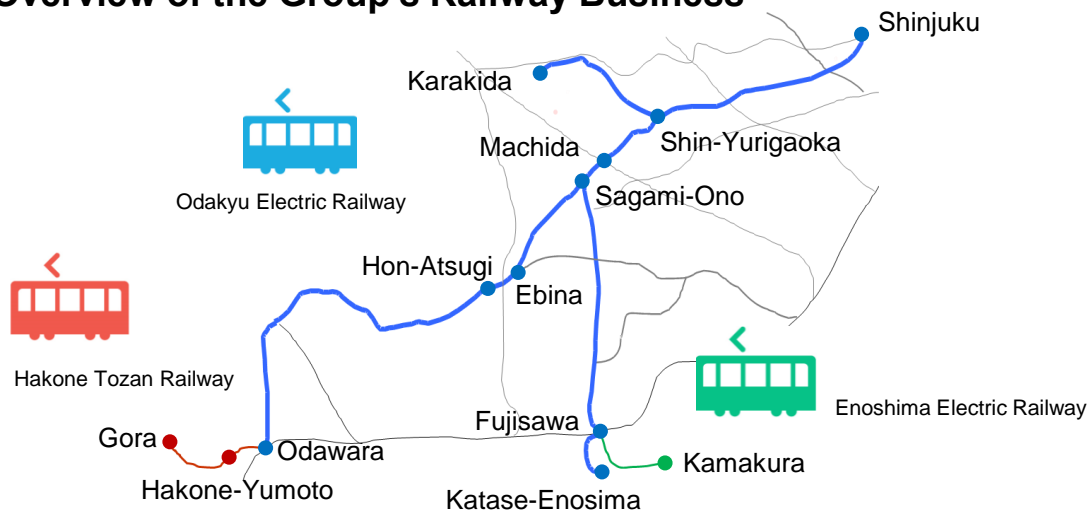 Overview of the Group's Railway Business
Shinjuku
Karakida
Shin-Yurigaoka
Machida
Sagami-Ono
Odakyu Electric Railway
Hon-Atsugi
Ebina
Hakone Tozan Railway
Enoshima Electric Railway
Fujisawa
Gora
Odawara
Kamakura
Hakone-Yumoto
Katase-Enosima